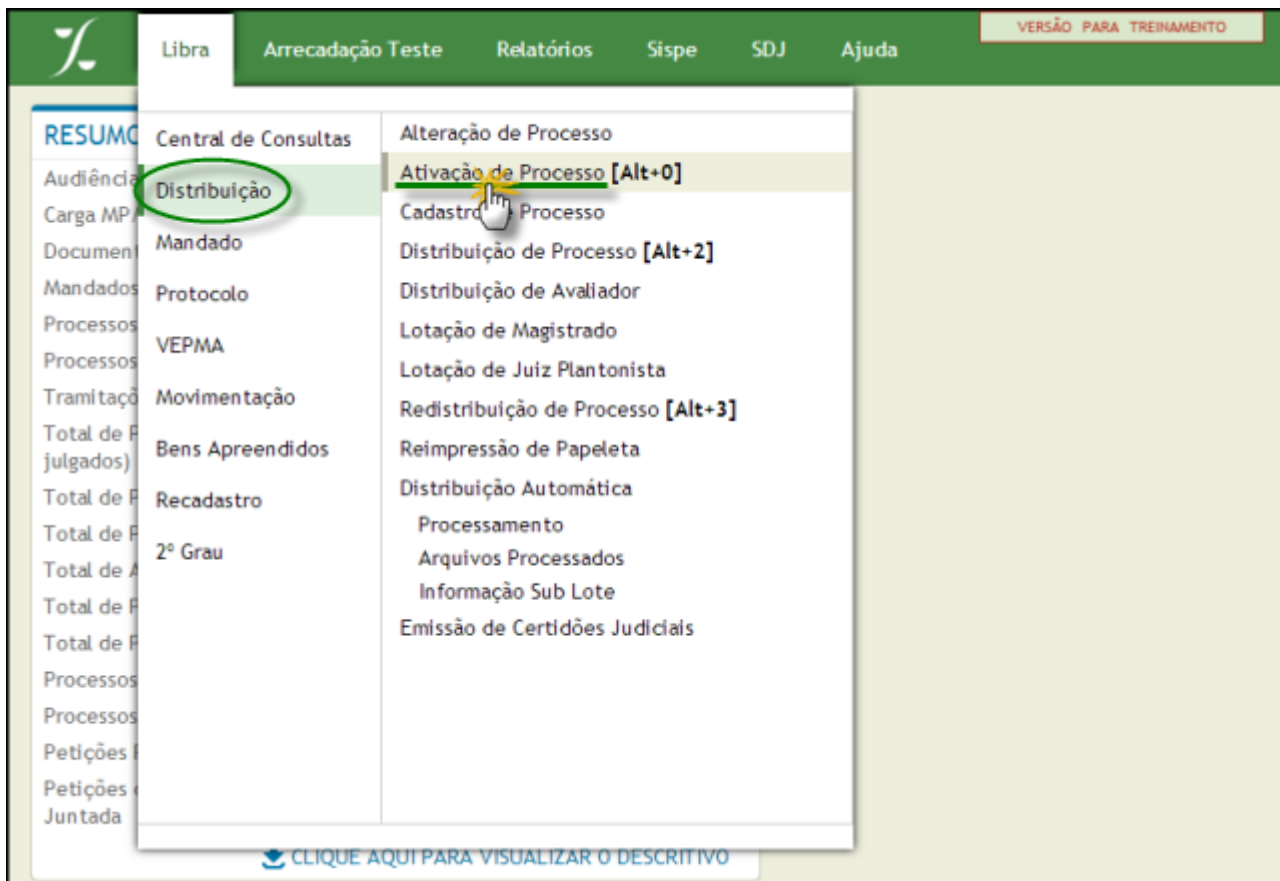 Libra Arrecadação Teste Relatórios Sispe SDJ Ajuda
VERSÃO PARA TREINAMENTO
RESUMO
Audiência
Carga MP
Documen
Mandados
Processos
Processos
Tramitaçõ
Total de P
julgados)
Total de P
Total de P
Total de A
Total de P
Total de P
Processos
Processos
Petições
Petições
Juntada
Central de Consultas
Distribuição
Mandado
Protocolo
VEPMA
Movimentação
Bens Apreendidos
Recadastro
2º Grau
Alteração de Processo
Ativação de Processo [Alt+0]
Cadastro de Processo
Distribuição de Processo [Alt+2]
Distribuição de Avaliador
Lotação de Magistrado
Lotação de Juiz Plantonista
Redistribuição de Processo [Alt+3]
Reimpressão de Papeleta
Distribuição Automática
Processamento
Arquivos Processados
Informação Sub Lote
Emissão de Certidões Judiciais
CLIQUE AQUI PARA VISUALIZAR O DESCRITIVO